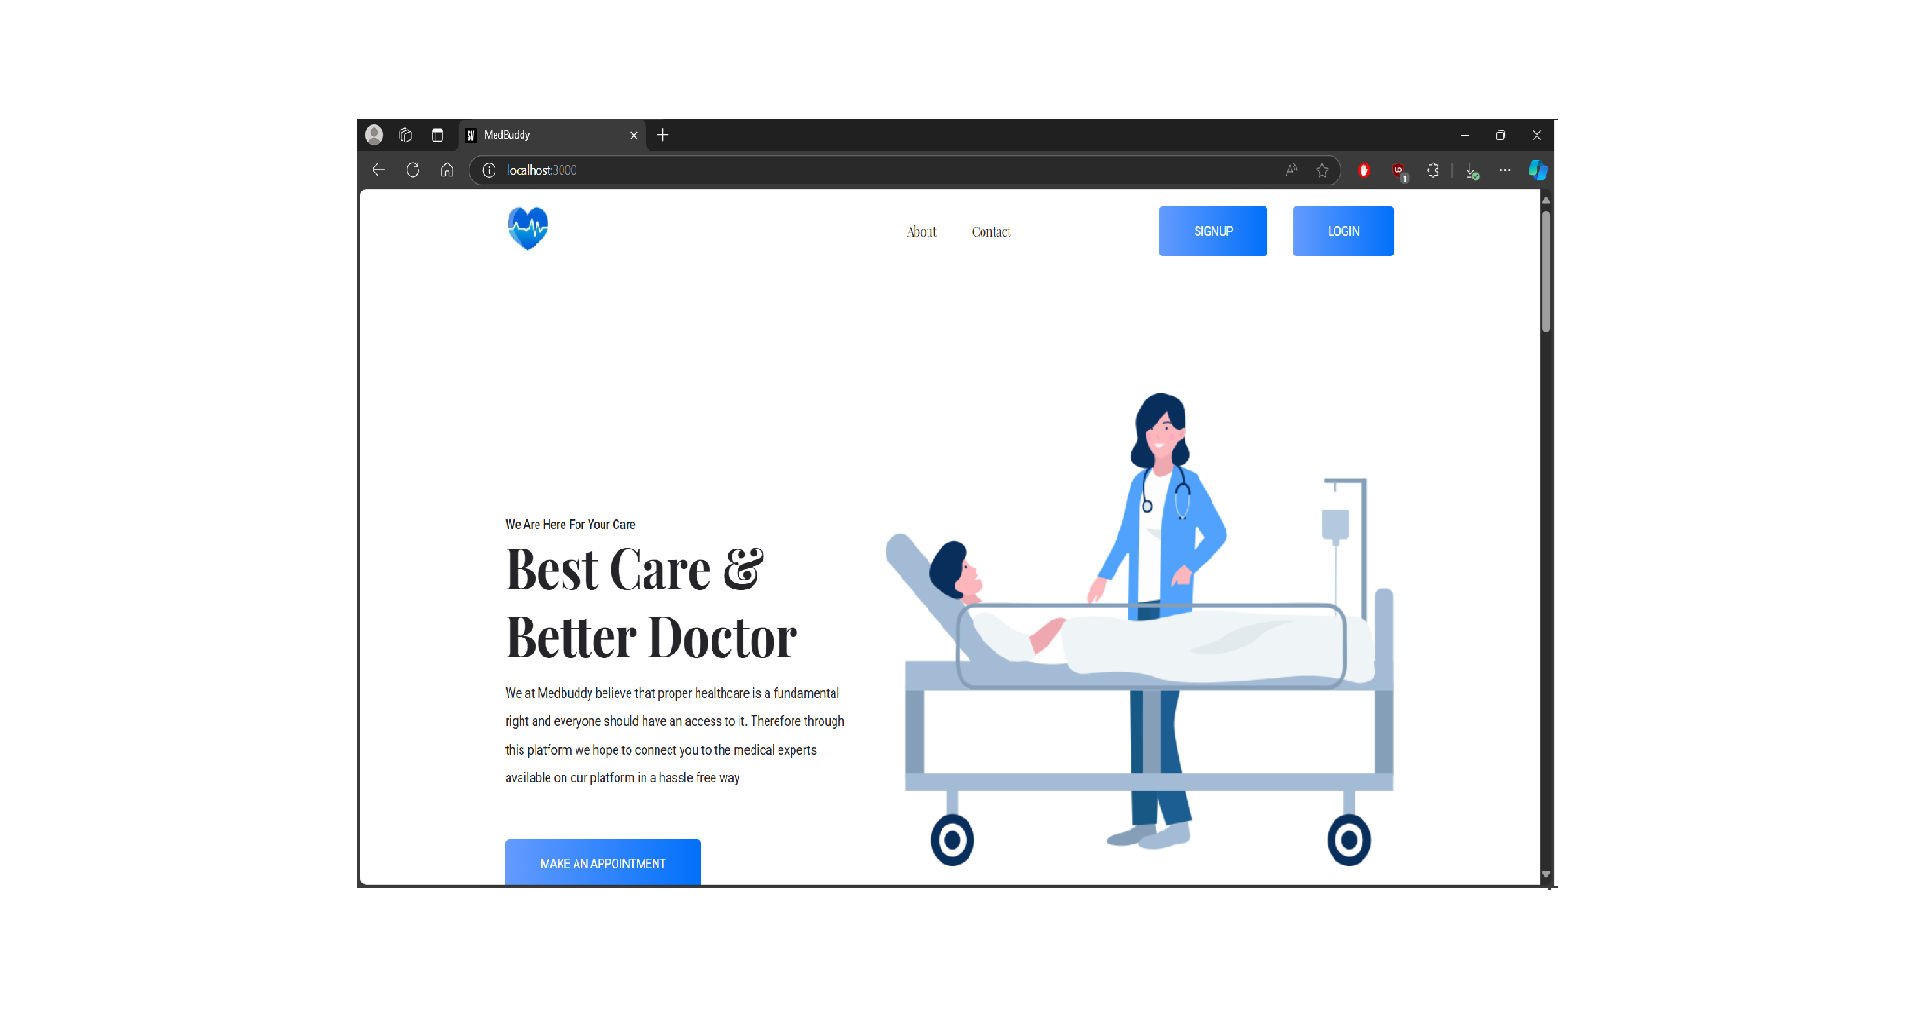 MedBuddy
localhost:3000
About Contact SIGNUP LOGIN
We Are Here For Your Care
Best Care &
Better Doctor
We at Medbuddy believe that proper healthcare is a fundamental
right and everyone should have an access to it. Therefore through
this platform we hope to connect you to the medical experts
available on our platform in a hassle free way
MAKE AN APPOINTMENT